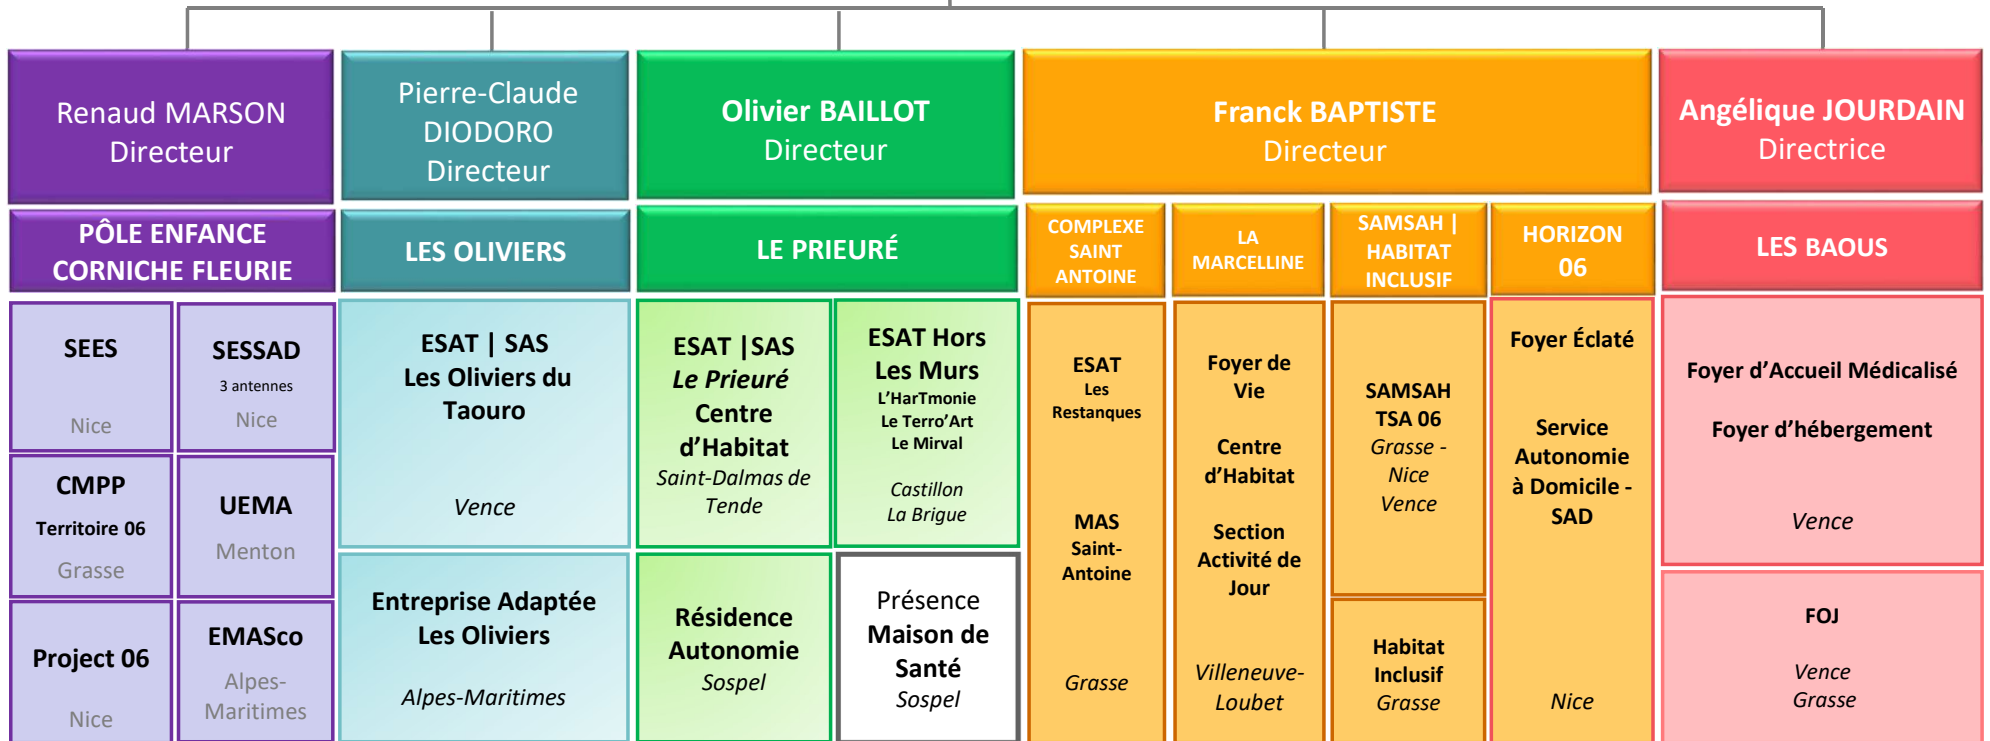 Renaud MARSON
Directeur
Pierre-Claude
DIODORO
Directeur
Olivier BAILLOT
Directeur
Franck BAPTISTE
Directeur
Angélique JOURDAIN
Directrice
PÔLE ENFANCE
CORNICHE FLEURIE
LES OLIVIERS
LE PRIEURÉ
COMPLEXE
SAINT
ANTOINE
LA
MARCELLINE
SAMSAH |
HABITAT
INCLUSIF
HORIZON
06
LES BAOUS
SEES
Nice
SESSAD
3 antennes
Nice
CMPP
Territoire 06
Grasse
UEMA
Menton
Project 06
Nice
EMASco
Alpes-
Maritimes
ESAT | SAS
Les Oliviers du
Taouro
Vence
Entreprise Adaptée
Les Oliviers
Alpes-Maritimes
ESAT |SAS
Le Prieuré
Centre
d’Habitat
Saint-Dalmas de
Tende
ESAT Hors
Les Murs
L’HarTmonie
Le Terro’Art
Le Mirval
Castillon
La Brigue
Résidence
Autonomie
Sospel
Présence
Maison de
Santé
Sospel
ESAT
Les
Restanques
MAS
Saint-
Antoine
Grasse
Foyer de
Vie
Centre
d’Habitat
Section
Activité de
Jour
Villeneuve-
Loubet
SAMSAH
TSA 06
Grasse -
Nice
Vence
Habitat
Inclusif
Grasse
Foyer Éclaté
Service
Autonomie
à Domicile -
SAD
Nice
Foyer d’Accueil Médicalisé
Foyer d’hébergement
Vence
FOJ
Vence
Grasse